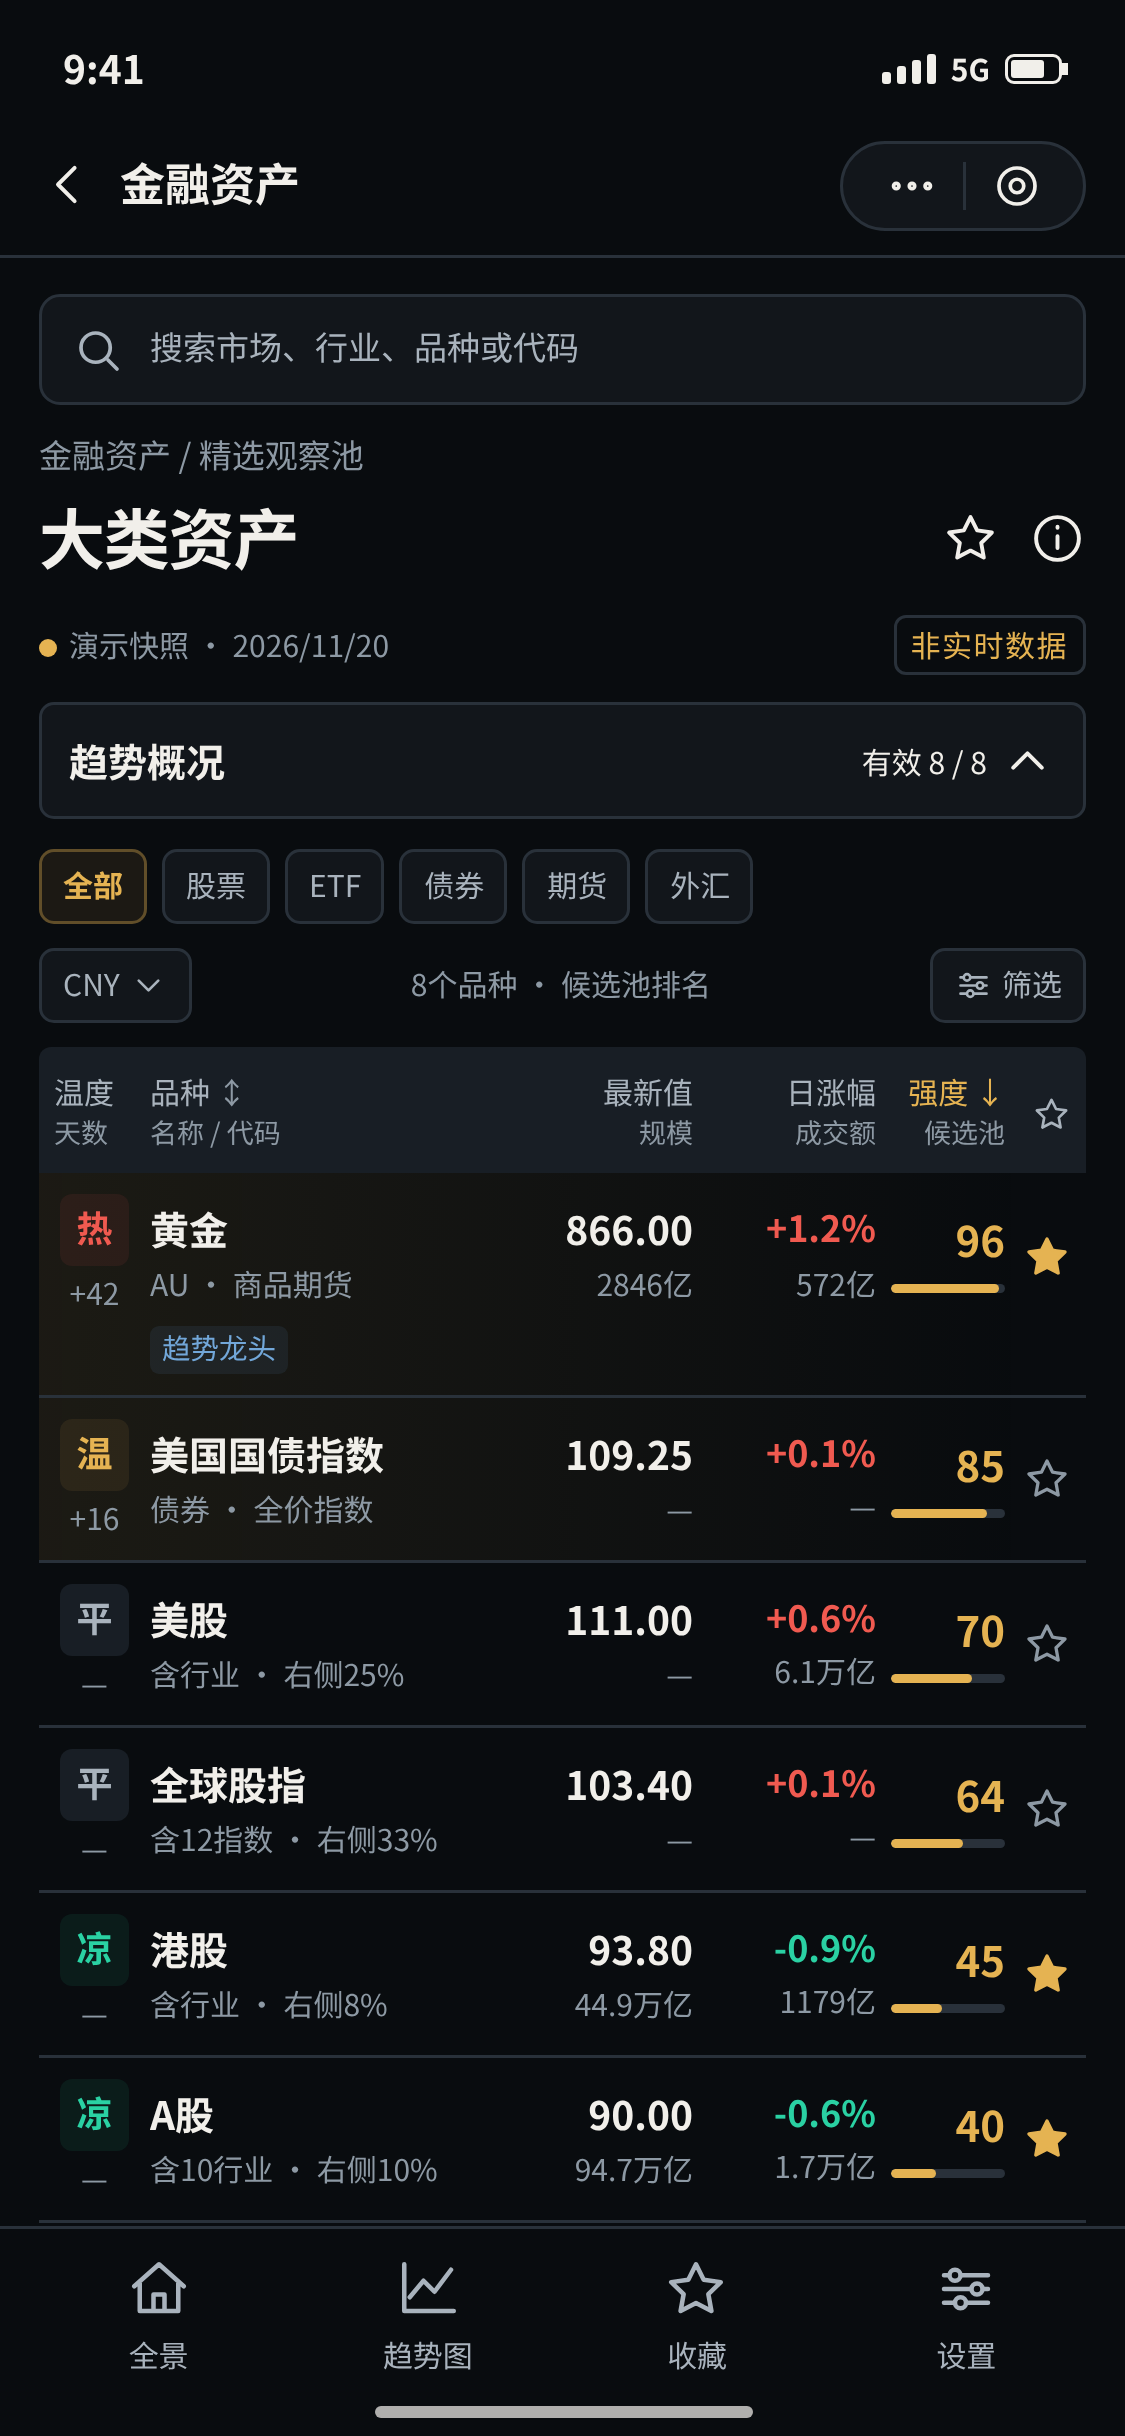 9:41 5G
金融资产
搜索市场、行业、品种或代码
金融资产 / 精选观察池
大类资产
演示快照 · 2026/11/20 非实时数据
趋势概况 有效 8 / 8
全部 股票 ETF 债券 期货 外汇
CNY 8个品种 · 候选池排名 筛选
温度 品种 ↕ 最新值 日涨幅 强度 ↓
天数 名称 / 代码 规模 成交额 候选池
热 黄金 866.00 +1.2% 96
+42 AU · 商品期货 2846亿 572亿
趋势龙头
温 美国国债指数 109.25 +0.1% 85
+16 债券 · 全价指数 — —
平 美股 111.00 +0.6% 70
— 含行业 · 右侧25% — 6.1万亿
平 全球股指 103.40 +0.1% 64
— 含12指数 · 右侧33% — —
凉 港股 93.80 -0.9% 45
— 含行业 · 右侧8% 44.9万亿 1179亿
凉 A股 90.00 -0.6% 40
— 含10行业 · 右侧10% 94.7万亿 1.7万亿
全景 趋势图 收藏 设置